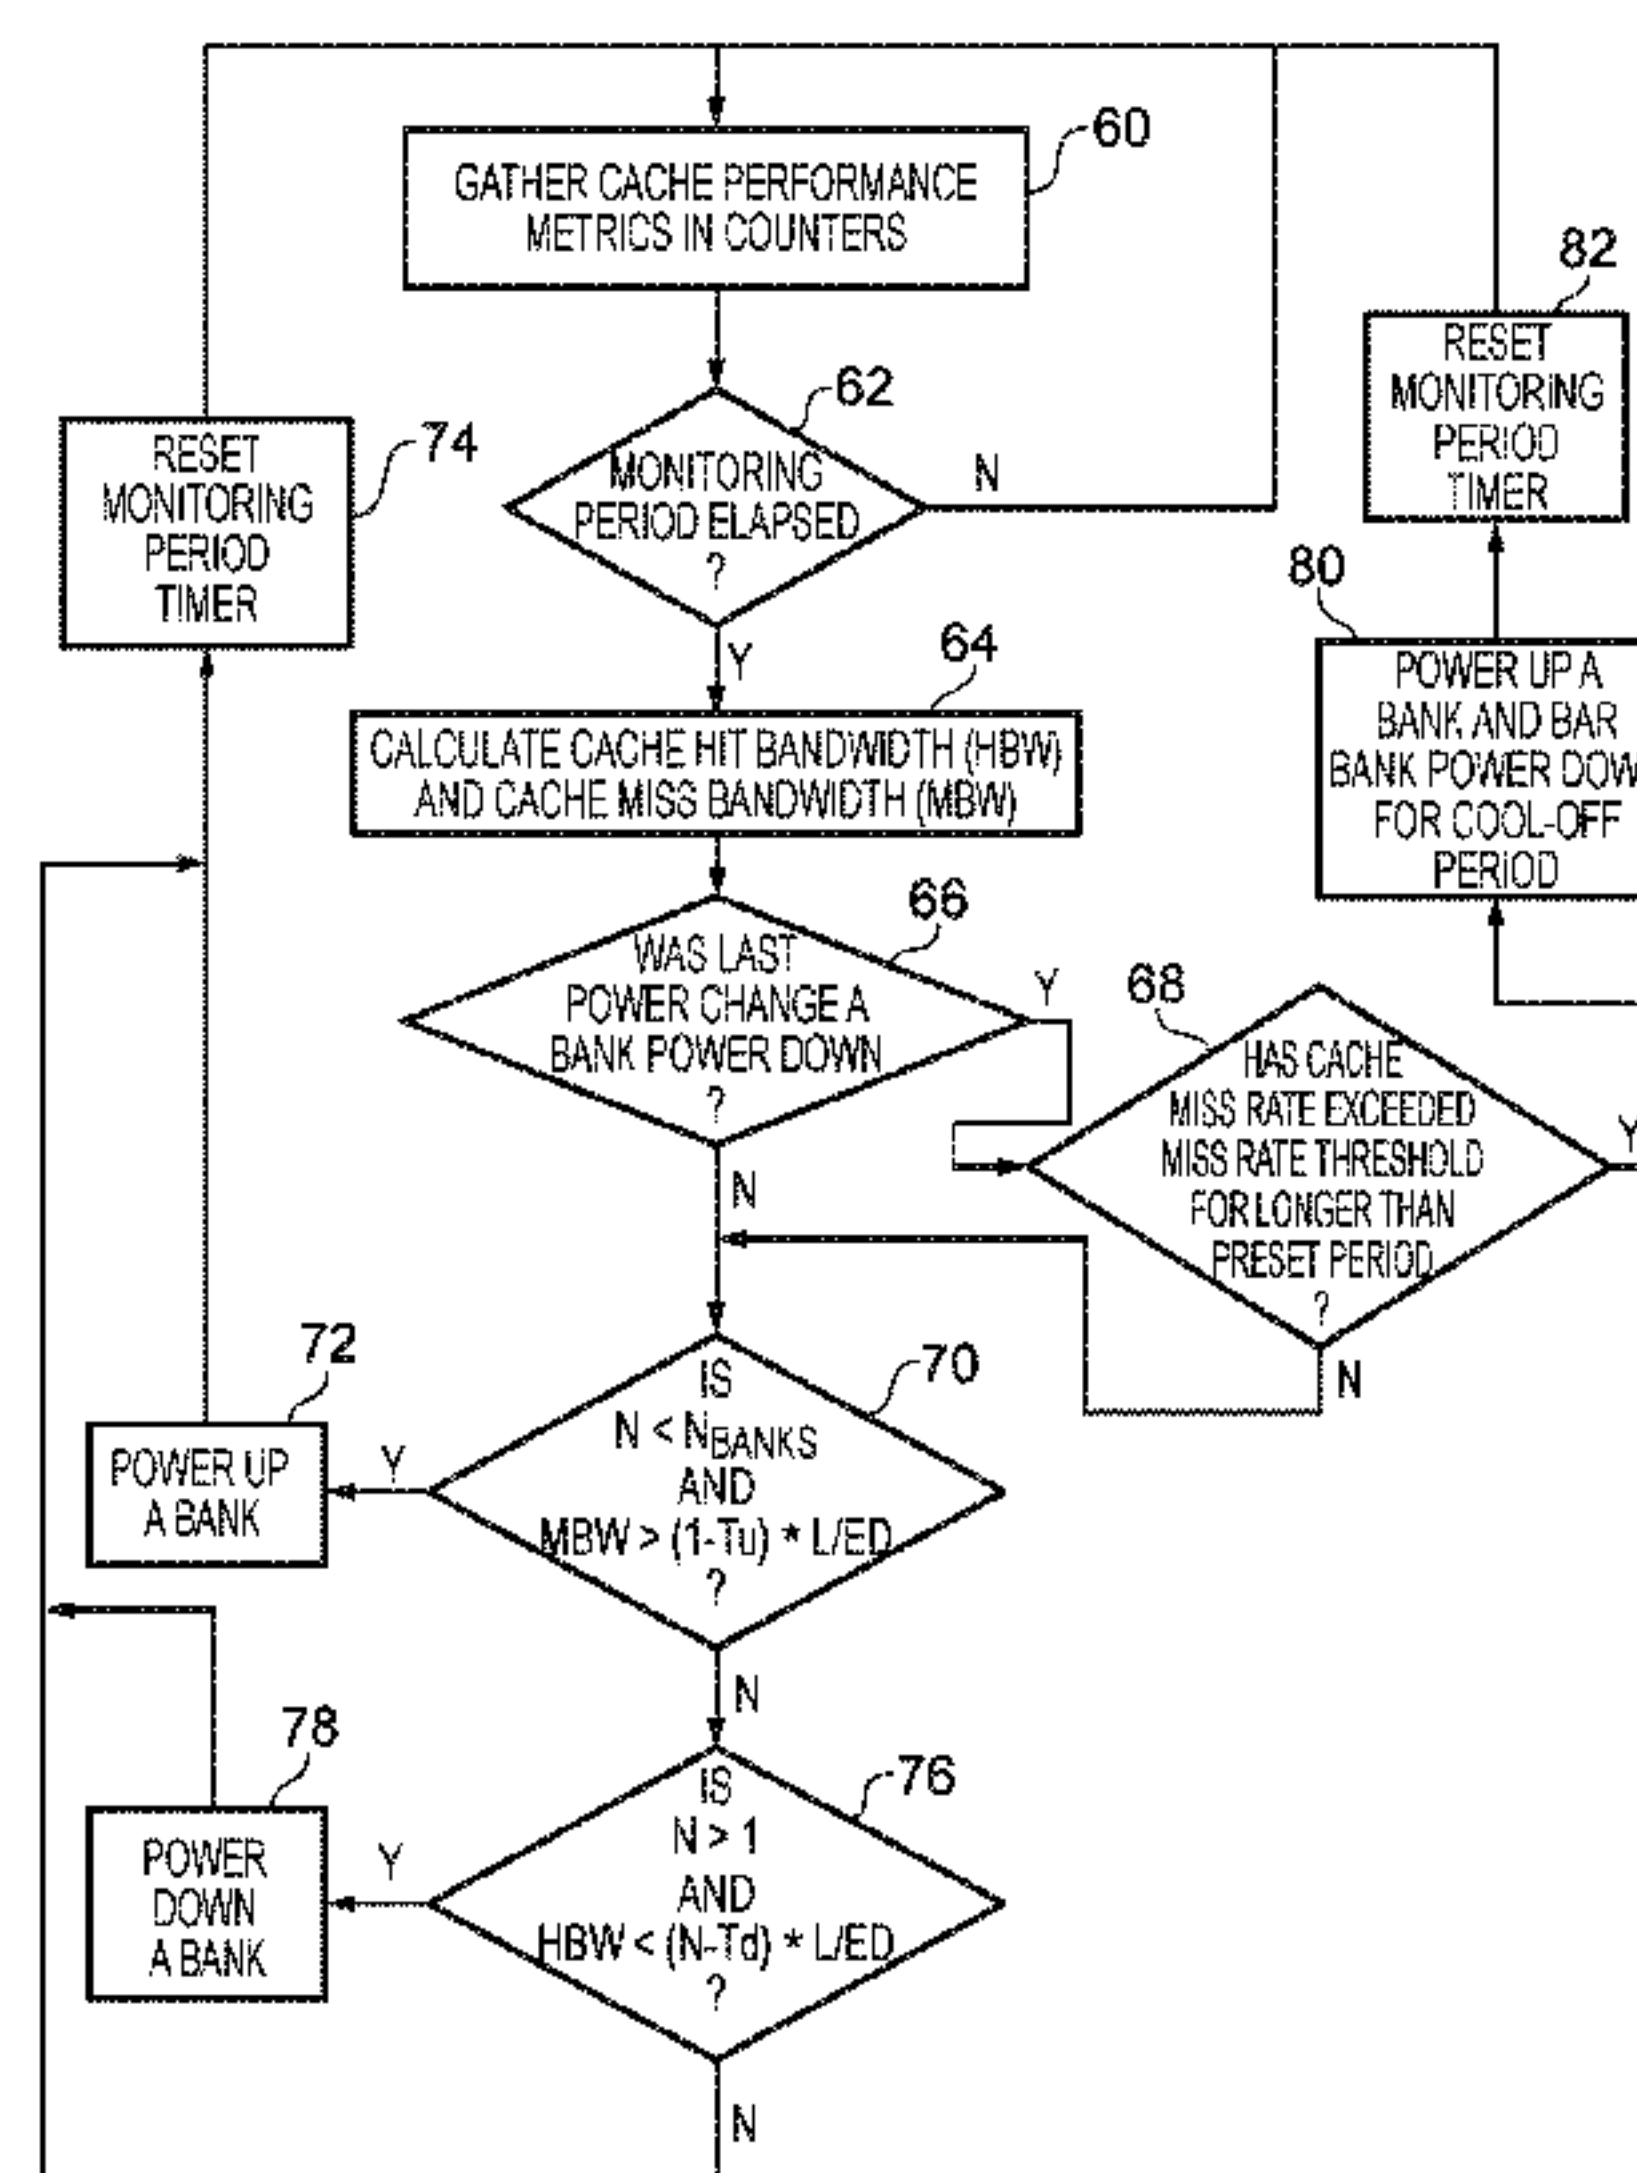 60
GATHER CACHE PERFORMANCE
METRICS IN COUNTERS
82
RESET
MONITORING
PERIOD
TIMER
62
MONITORING
PERIOD ELAPSED
?
N
Y
74
RESET
MONITORING
PERIOD
TIMER
80
POWER UP A
BANK AND BAR
BANK POWER DOW
FOR COOL-OFF
PERIOD
64
CALCULATE CACHE HIT BANDWIDTH (HBW)
AND CACHE MISS BANDWIDTH (MBW)
66
WAS LAST
POWER CHANGE A
BANK POWER DOWN
?
Y
N
68
HAS CACHE
MISS RATE EXCEEDED
MISS RATE THRESHOLD
FOR LONGER THAN
PRESET PERIOD
?
Y
N
72
POWER UP
A BANK
Y
70
IS
N < NBANKS
AND
MBW > (1-Tu) * L/ED
?
N
78
POWER
DOWN
A BANK
Y
76
IS
N > 1
AND
HBW < (N-Td) * L/ED
?
N